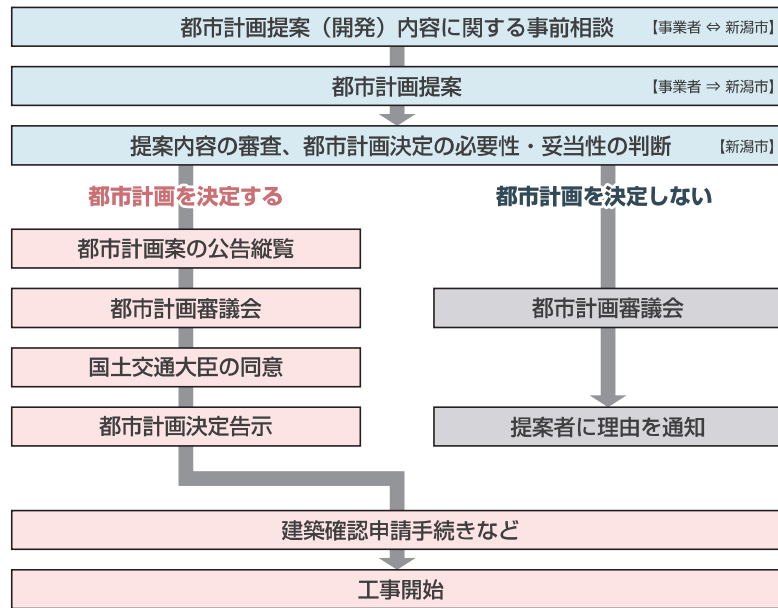 都市計画提案（開発）内容に関する事前相談 【事業者 ⇔ 新潟市】
都市計画提案 【事業者 ⇒ 新潟市】
提案内容の審査、都市計画決定の必要性・妥当性の判断 【新潟市】
都市計画を決定する
都市計画案の公告縦覧
都市計画審議会
国土交通大臣の同意
都市計画決定告示
都市計画を決定しない
都市計画審議会
提案者に理由を通知
建築確認申請手続きなど
工事開始